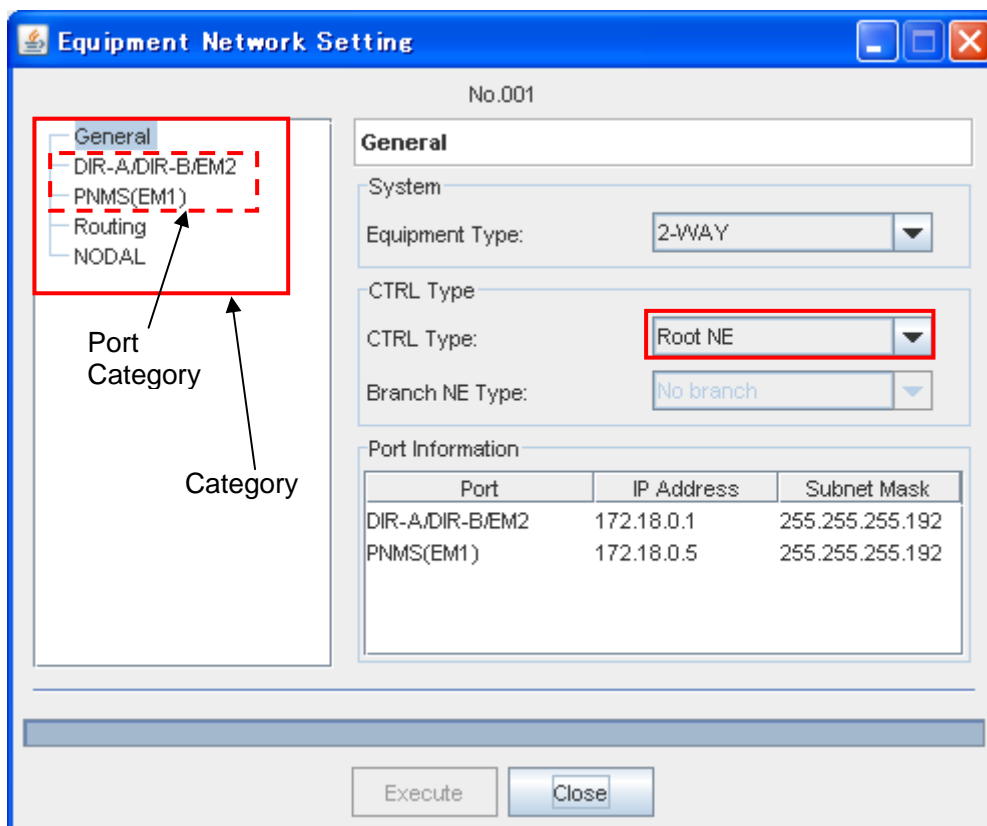 Equipment Network Setting
No.001
General
DIR-A/DIR-B/EM2
PNMS(EM1)
Routing
NODAL
Port
Category
Category
General
System
Equipment Type: 2-WAY
CTRL Type
CTRL Type: Root NE
Branch NE Type: No branch
Port Information
Port IP Address Subnet Mask
DIR-A/DIR-B/EM2 172.18.0.1 255.255.255.192
PNMS(EM1) 172.18.0.5 255.255.255.192
Execute Close